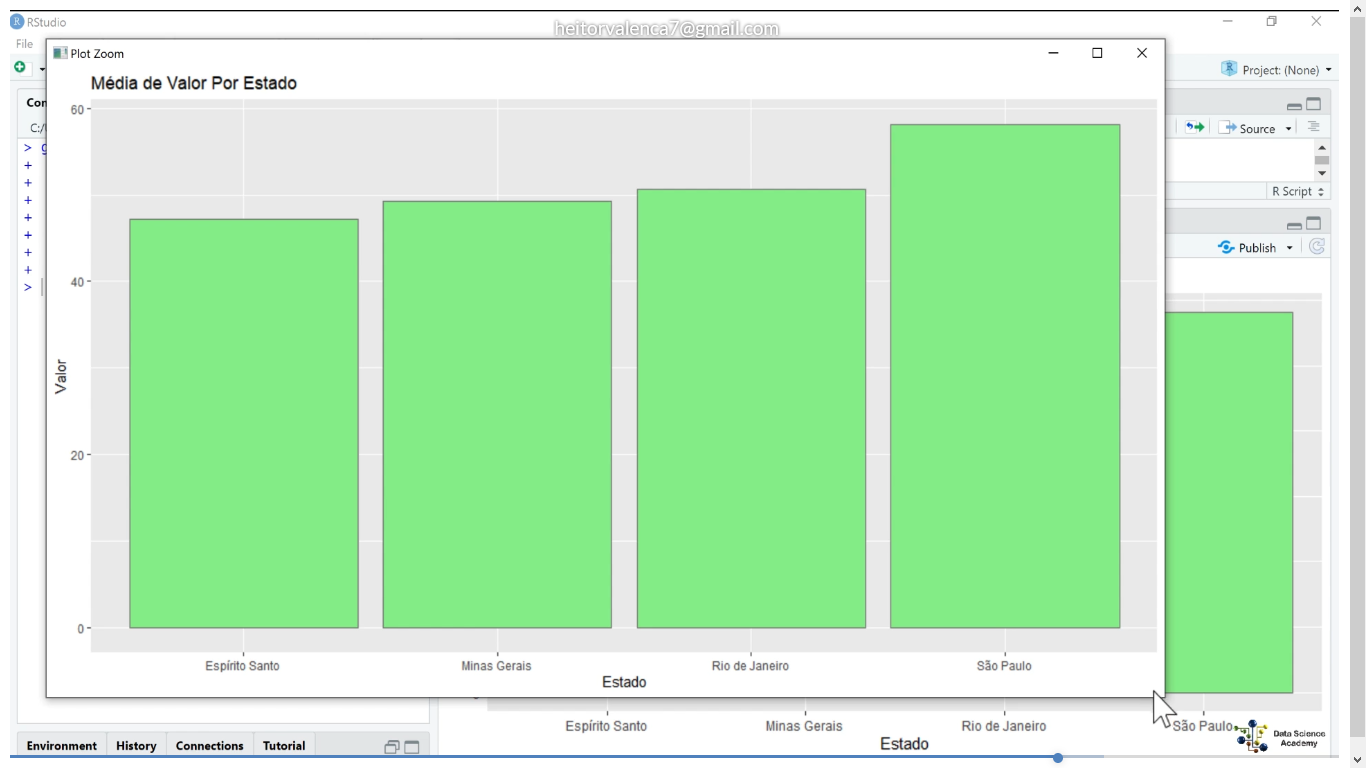 RStudio
heitorvalenca7@gmail.com
File
Plot Zoom
Project: (None)
Média de Valor Por Estado
Source
R Script
Publish
60
40
20
0
Valor
Espírito Santo
Minas Gerais
Rio de Janeiro
São Paulo
Estado
>
+
+
+
+
+
+
+
>
Espírito Santo
Minas Gerais
Rio de Janeiro
São Paulo
Estado
Environment
History
Connections
Tutorial
Data Science
Academy